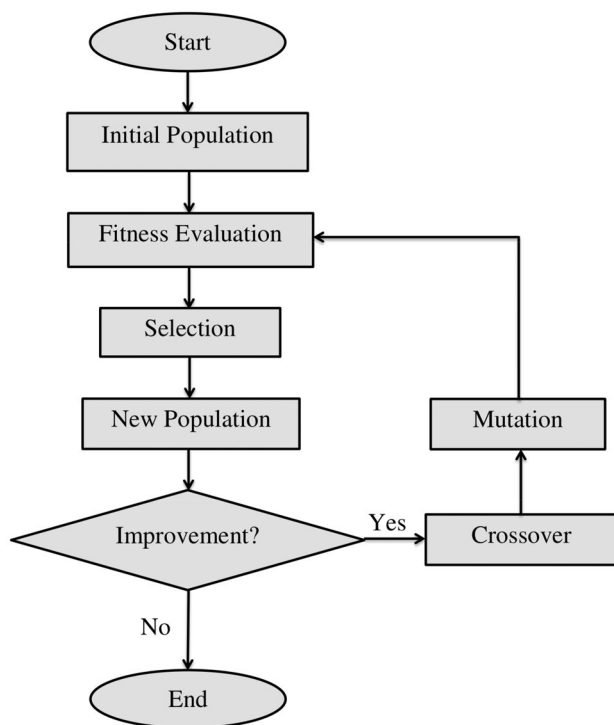 Start
Initial Population
Fitness Evaluation
Selection
New Population
Mutation
Improvement?
Yes
Crossover
No
End